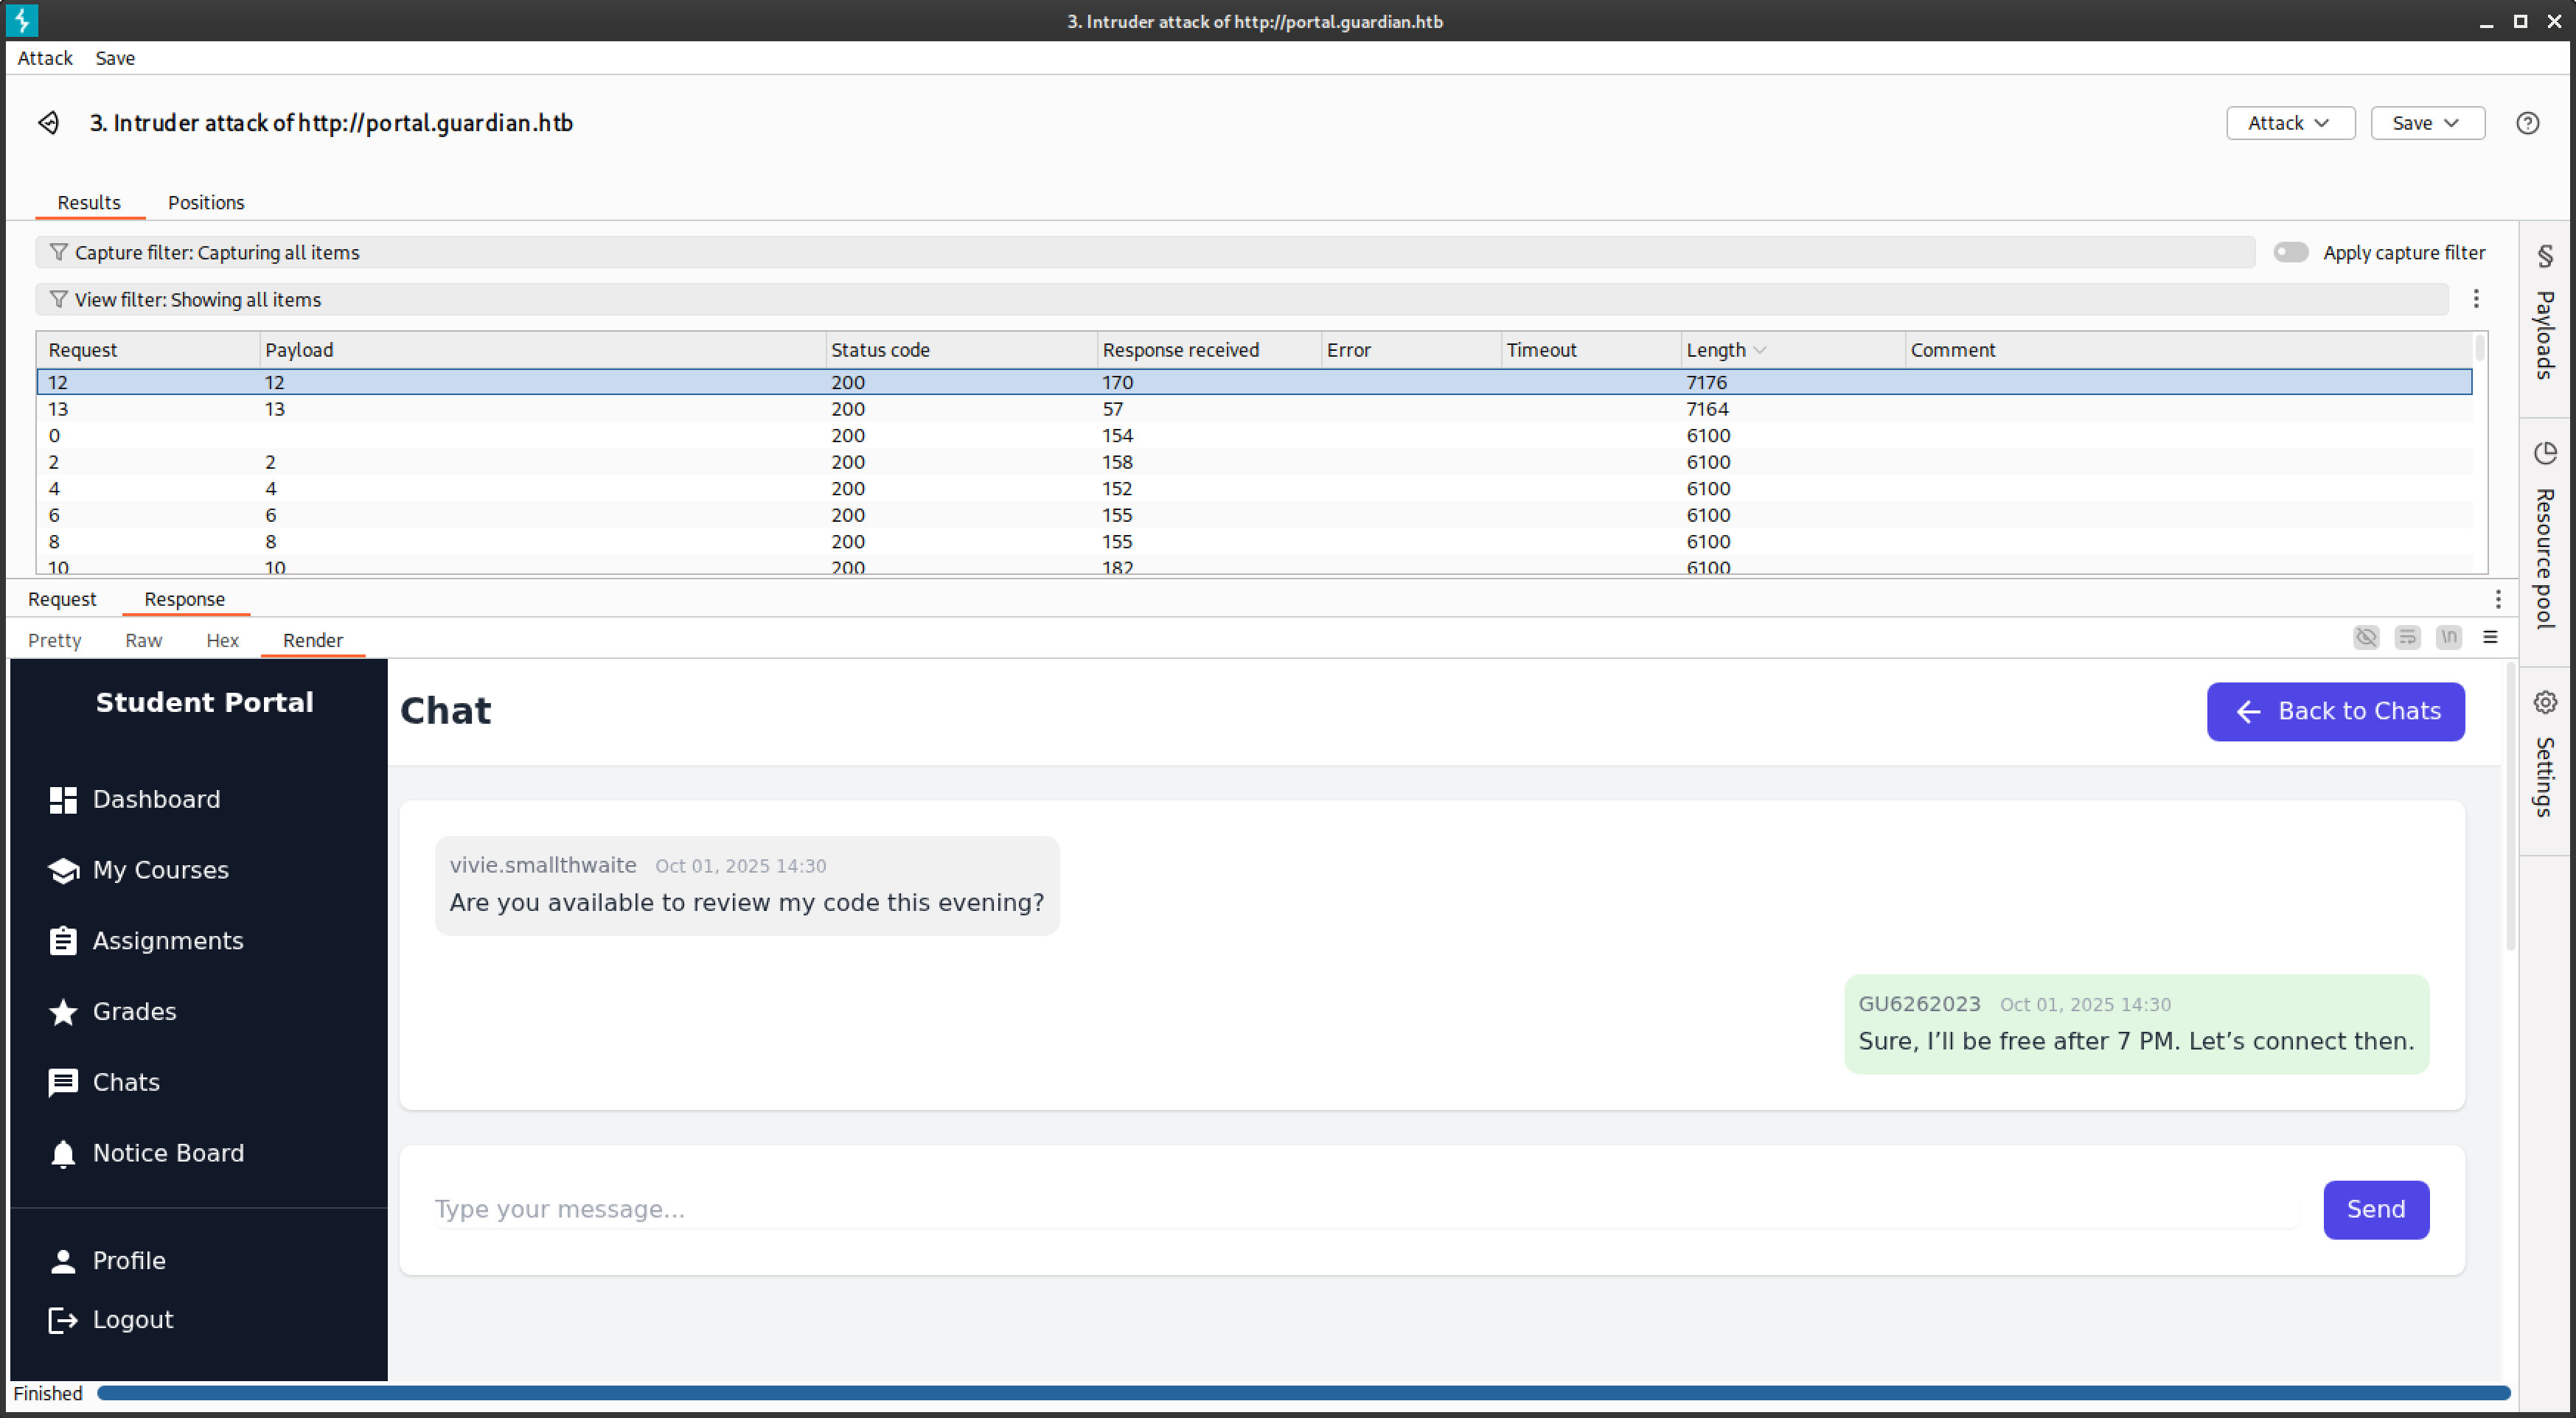 3. Intruder attack of http://portal.guardian.htb
Attack Save
3. Intruder attack of http://portal.guardian.htb
Attack Save
Results Positions
Capture filter: Capturing all items
Apply capture filter
View filter: Showing all items
Request Payload Status code Response received Error Timeout Length Comment
12 12 200 170 7176
13 13 200 57 7164
0 200 154 6100
2 2 200 158 6100
4 4 200 152 6100
6 6 200 155 6100
8 8 200 155 6100
10 10 200 182 6100
Payloads
Resource pool
Settings
Request Response
Pretty Raw Hex Render
\n
Student Portal
Dashboard
My Courses
Assignments
Grades
Chats
Notice Board
Profile
Logout
Chat
Back to Chats
vivie.smallthwaite Oct 01, 2025 14:30
Are you available to review my code this evening?
GU6262023 Oct 01, 2025 14:30
Sure, I’ll be free after 7 PM. Let’s connect then.
Type your message...
Send
Finished